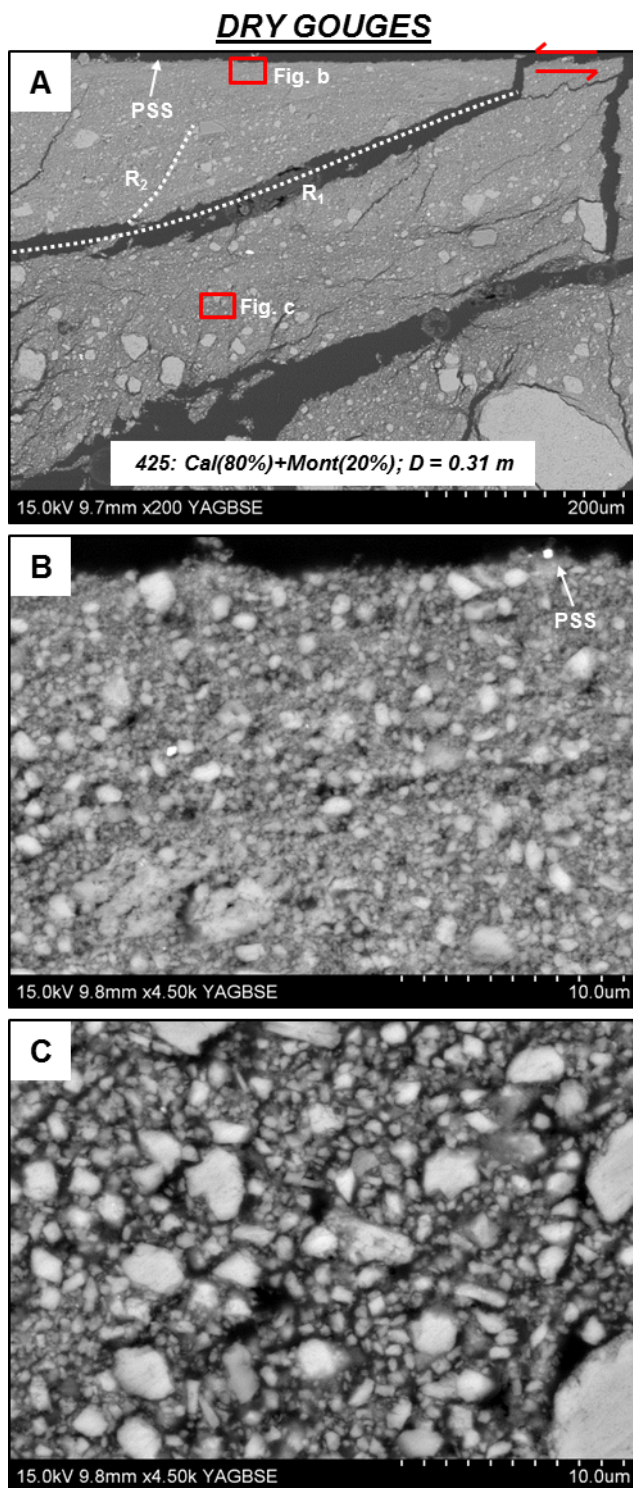 DRY GOUGES
A
PSS
Fig. b
R2
R1
Fig. c
425: Cal(80%)+Mont(20%); D = 0.31 m
15.0kV 9.7mm x200 YAGBSE
200um
B
PSS
15.0kV 9.8mm x4.50k YAGBSE
10.0um
C
15.0kV 9.8mm x4.50k YAGBSE
10.0um